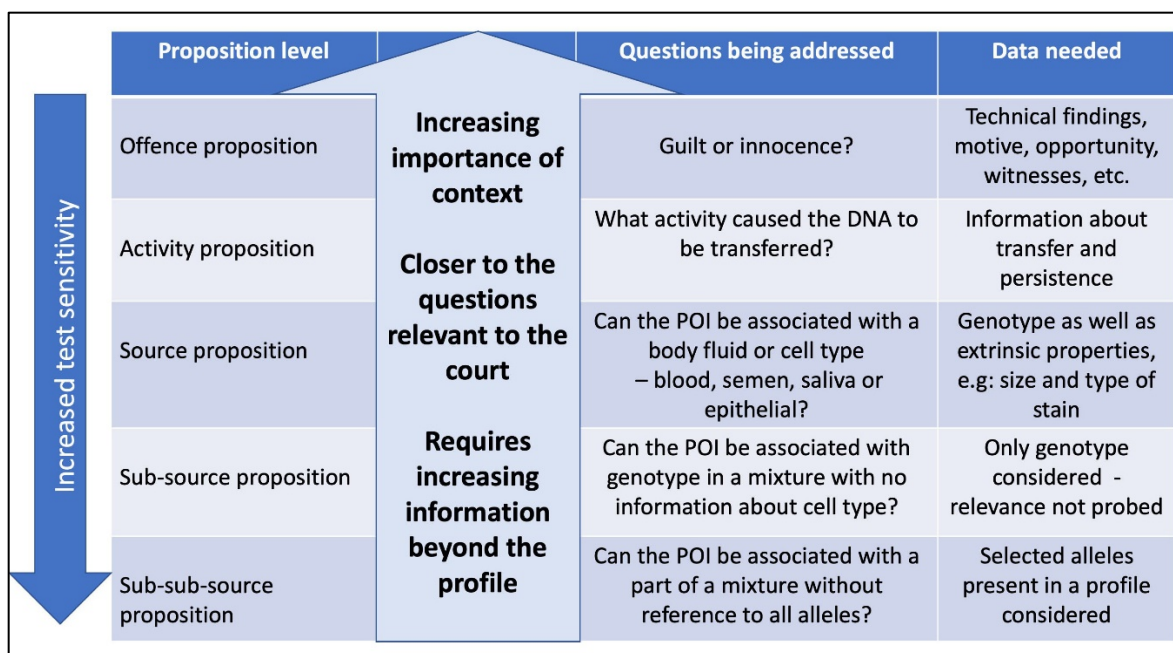 Proposition level
Questions being addressed
Data needed
Increased test sensitivity
Increasing
importance of
context
Closer to the
questions
relevant to the
court
Requires
increasing
information
beyond the
profile
Offence proposition
Guilt or innocence?
Technical findings,
motive, opportunity,
witnesses, etc.
Activity proposition
What activity caused the DNA to
be transferred?
Information about
transfer and
persistence
Source proposition
Can the POI be associated with a
body fluid or cell type
– blood, semen, saliva or
epithelial?
Genotype as well as
extrinsic properties,
e.g: size and type of
stain
Sub-source proposition
Can the POI be associated with
genotype in a mixture with no
information about cell type?
Only genotype
considered -
relevance not probed
Sub-sub-source
proposition
Can the POI be associated with a
part of a mixture without
reference to all alleles?
Selected alleles
present in a profile
considered